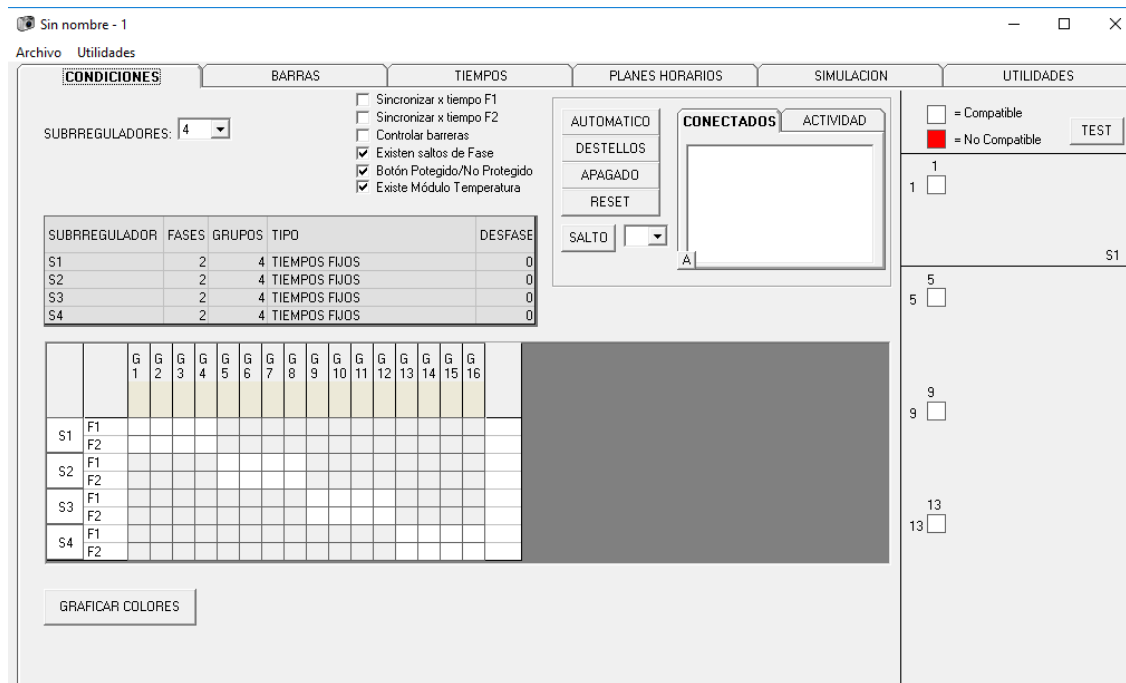 Sin nombre - 1
Archivo Utilidades
CONDICIONES BARRAS TIEMPOS PLANES HORARIOS SIMULACION UTILIDADES
SUBRREGULADORES: 4
Sincronizar x tiempo F1
Sincronizar x tiempo F2
Controlar barreras
Existen saltos de Fase
Botón Potegido/No Protegido
Existe Módulo Temperatura
AUTOMATICO
DESTELLOS
APAGADO
RESET
SALTO
CONECTADOS ACTIVIDAD
A
= Compatible
= No Compatible
TEST
SUBRREGULADOR FASES GRUPOS TIPO DESFASE
S1 2 4 TIEMPOS FIJOS 0
S2 2 4 TIEMPOS FIJOS 0
S3 2 4 TIEMPOS FIJOS 0
S4 2 4 TIEMPOS FIJOS 0
G G G G G G G G G G G G G G G G
1 2 3 4 5 6 7 8 9 10 11 12 13 14 15 16
S1
F1
F2
S2
F1
F2
S3
F1
F2
S4
F1
F2
GRAFICAR COLORES
1
1
S1
5
5
9
9
13
13